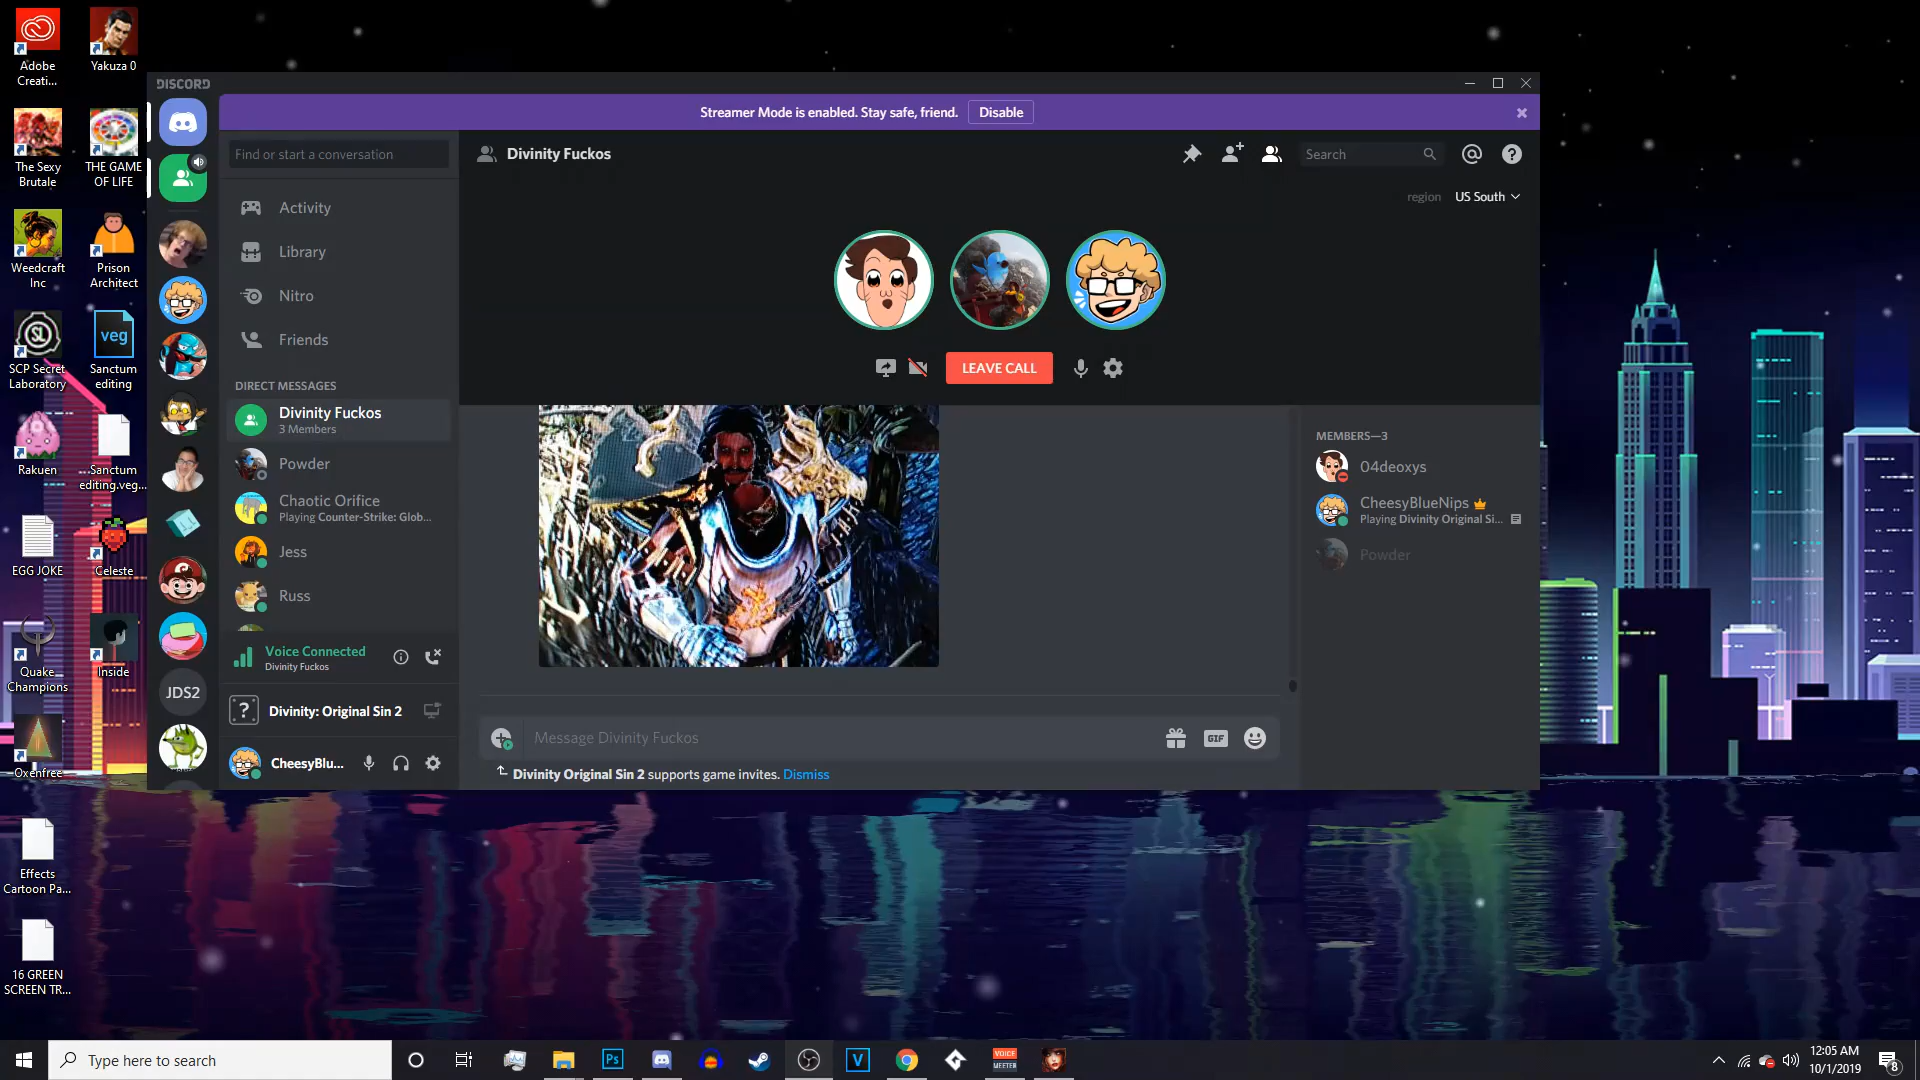 Adobe
Creati...
Yakuza 0
The Sexy
Brutale
THE GAME
OF LIFE
Weedcraft
Inc
Prison
Architect
SCP Secret
Laboratory
veg
Sanctum
editing
Rakuen
Sanctum
editing.veg...
EGG JOKE
Celeste
Quake
Champions
Inside
Oxenfree
Effects
Cartoon Pa...
16 GREEN
SCREEN TR...
DISCORD
Streamer Mode is enabled. Stay safe, friend.
Disable
Find or start a conversation
Activity
Library
Nitro
Friends
DIRECT MESSAGES
Divinity Fuckos
3 Members
Powder
Chaotic Orifice
Playing Counter-Strike: Glob...
Jess
Russ
Voice Connected
Divinity Fuckos
Divinity: Original Sin 2
CheesyBlu...
JDS2
Divinity Fuckos
Search
region US South
LEAVE CALL
MEMBERS—3
04deoxys
CheesyBlueNips
Playing Divinity Original Si...
Powder
Message Divinity Fuckos
GIF
Divinity Original Sin 2 supports game invites. Dismiss
Type here to search
Ps
V
VOICE
MEETER
12:05 AM
10/1/2019
8